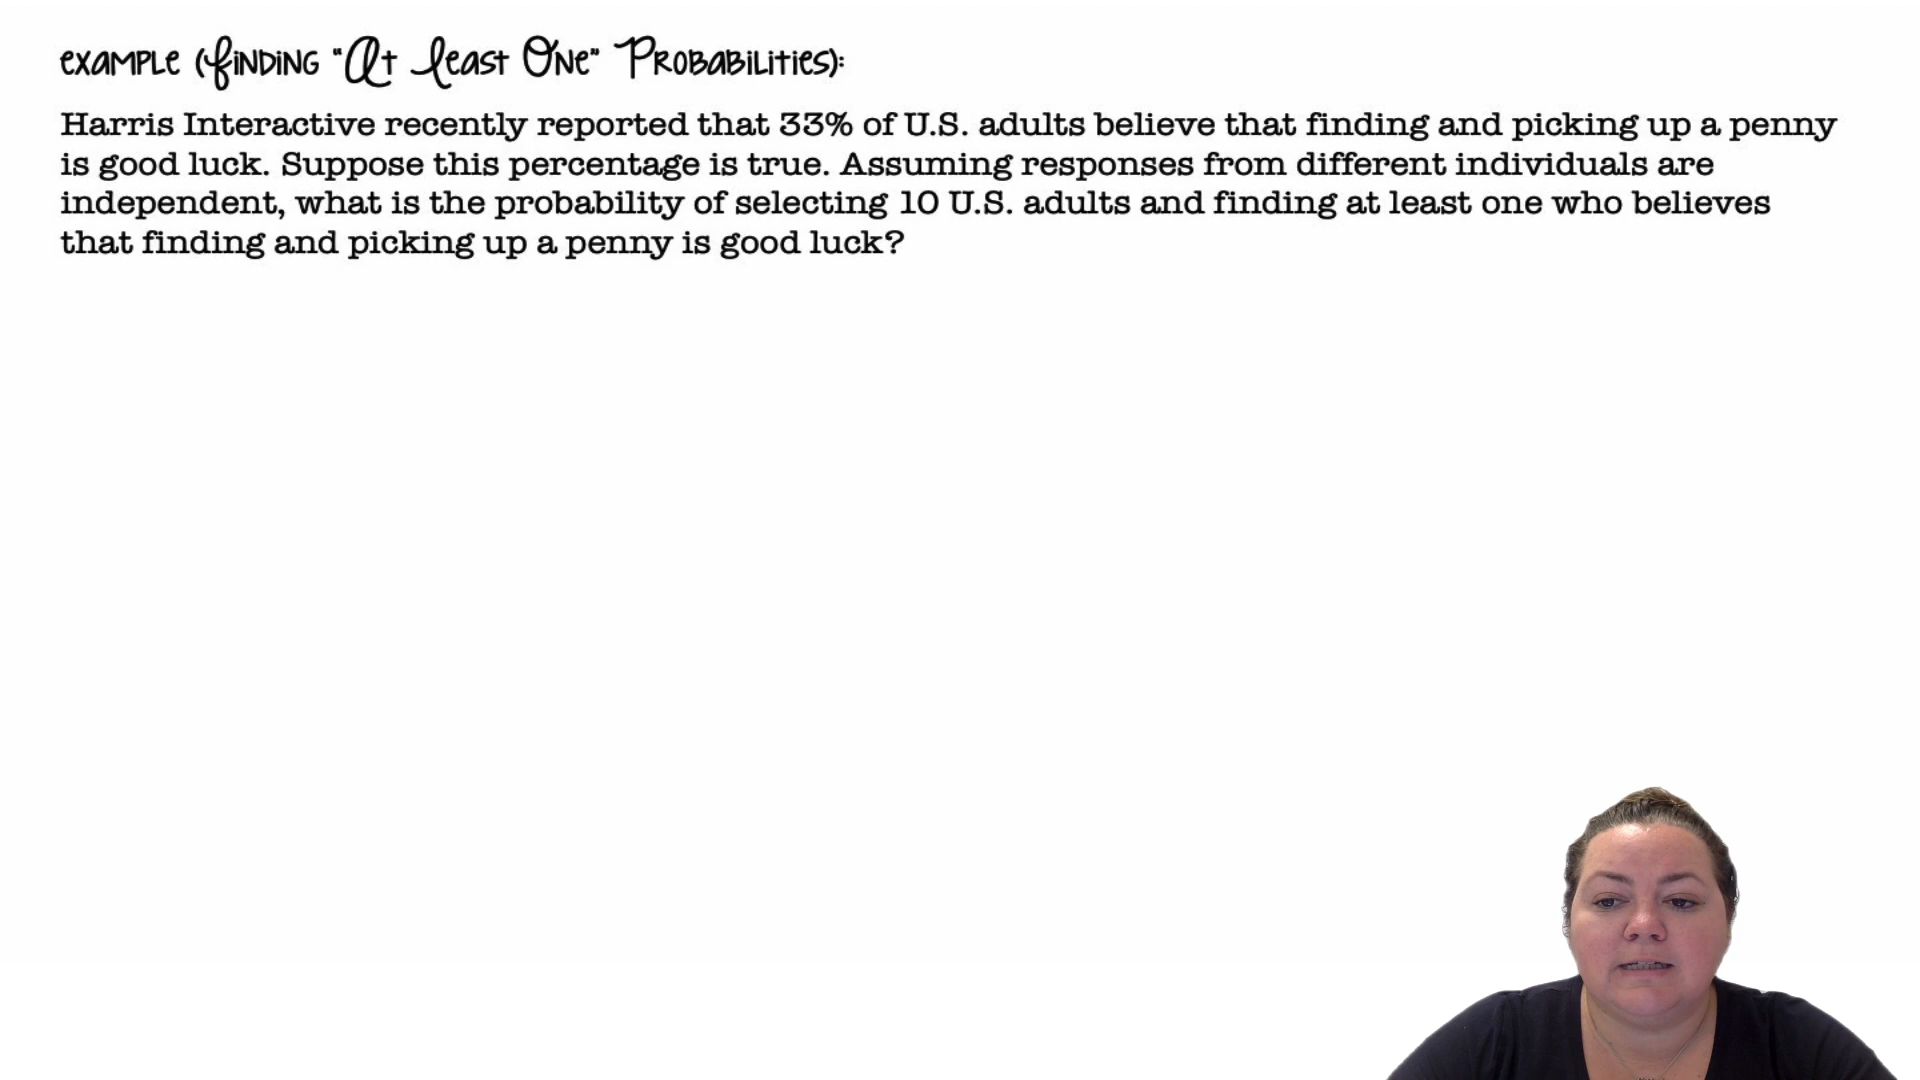 example (Finding "At Least One" Probabilities):
Harris Interactive recently reported that 33% of U.S. adults believe that finding and picking up a penny
is good luck. Suppose this percentage is true. Assuming responses from different individuals are
independent, what is the probability of selecting 10 U.S. adults and finding at least one who believes
that finding and picking up a penny is good luck?